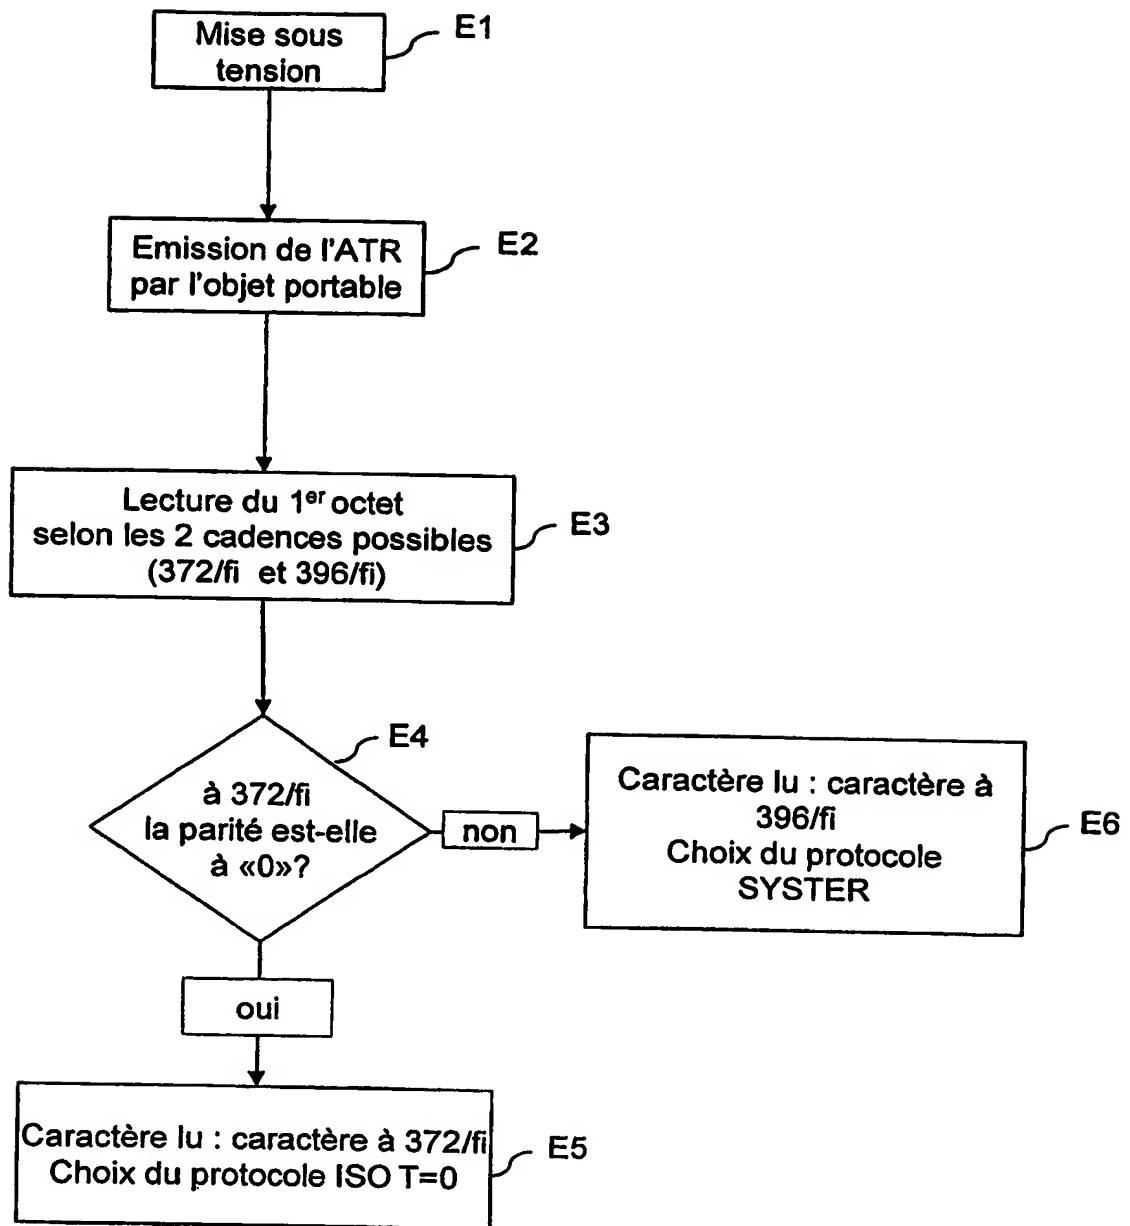 Mise sous
tension
E1
Emission de l'ATR
par l'objet portable
E2
Lecture du 1er octet
selon les 2 cadences possibles
(372/fi et 396/fi)
E3
E4
à 372/fi
la parité est-elle
à «0»?
non
Caractère lu : caractère à
396/fi
Choix du protocole
SYSTER
E6
oui
Caractère lu : caractère à 372/fi
Choix du protocole ISO T=0
E5